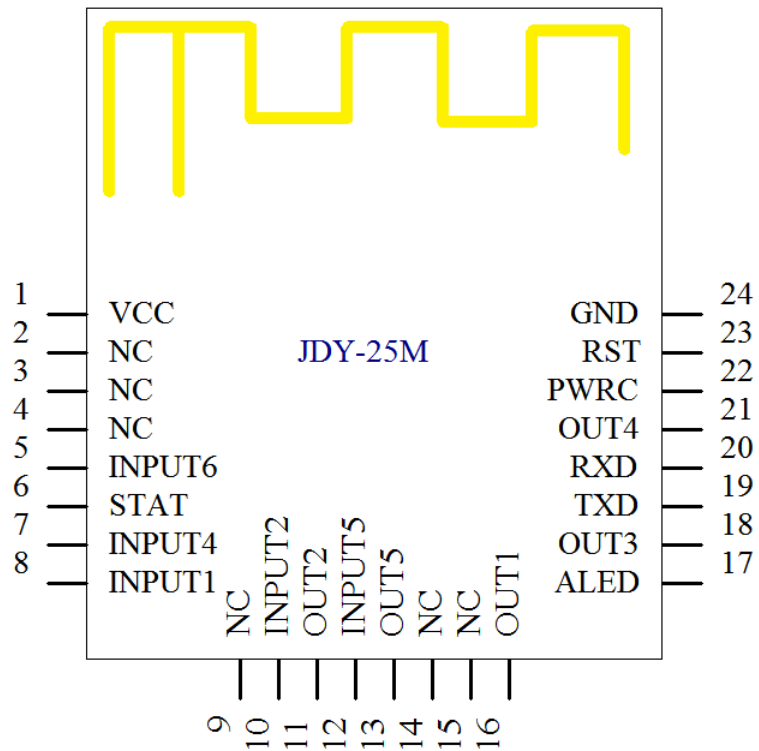 JDY-25M
1 VCC
2 NC
3 NC
4 NC
5 INPUT6
6 STAT
7 INPUT4
8 INPUT1
9 NC
10 INPUT2
11 OUT2
12 INPUT5
13 OUT5
14 NC
15 NC
16 OUT1
GND 24
RST 23
PWRC 22
OUT4 21
RXD 20
TXD 19
OUT3 18
ALED 17